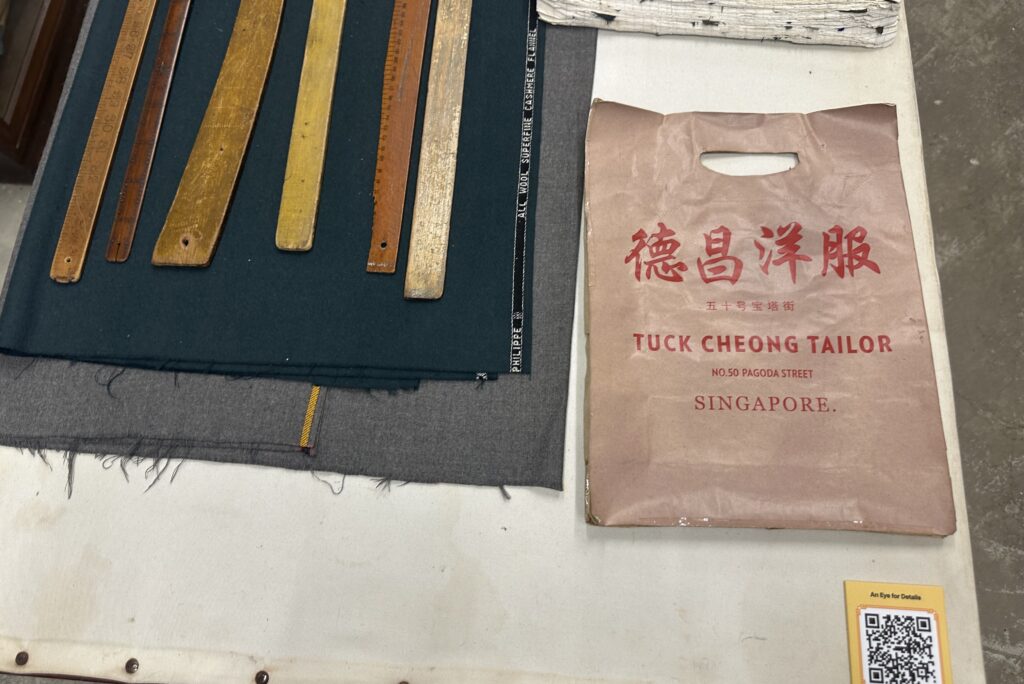 ALL WOOL SUPERFINE CASHMERE FLANNEL
PHILIPPE III
德昌洋服
五十号宝塔街
TUCK CHEONG TAILOR
NO.50 PAGODA STREET
SINGAPORE.
An Eye for Details